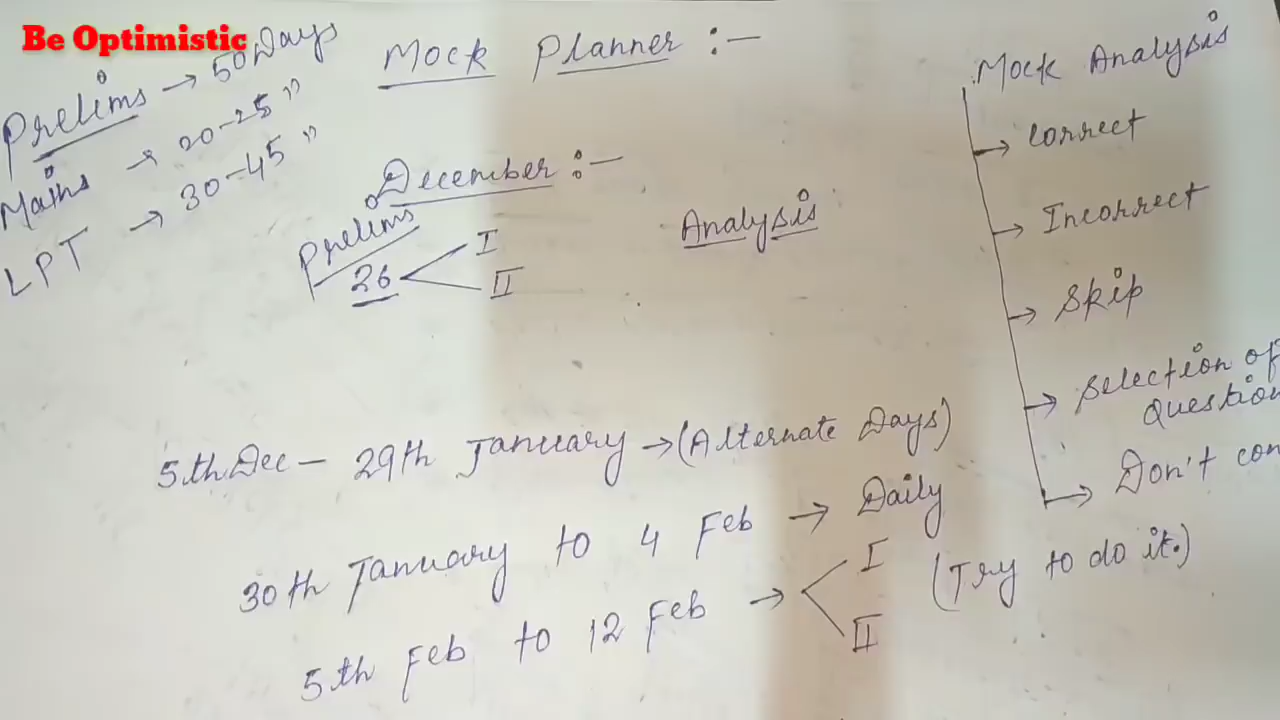 Be Optimistic
Prelims → 50 Days
Maths → 20-25 "
LPT → 30-45 "
Mock Planner :-
December :-
Prelims
26
I
II
Analysis
Mock Analysis
→ Correct
→ Incorrect
→ Skip
→ Selection of
Question
→ Don't con
5th Dec - 29th January → (Alternate Days)
30th January to 4 Feb → Daily
5th Feb to 12 Feb →
I
II
(Try to do it.)